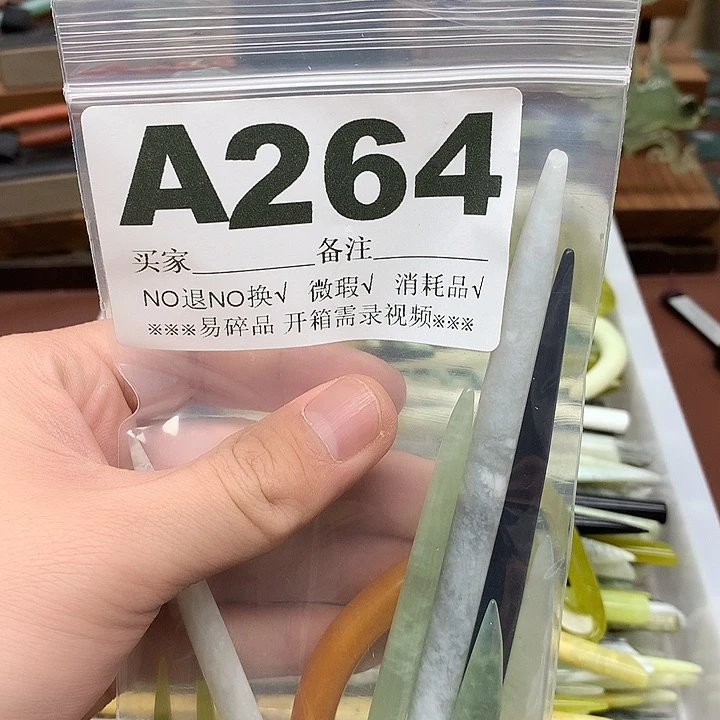 A264
买家________备注________
NO退NO换√ 微瑕√ 消耗品√
※※※易碎品 开箱需录视频※※※